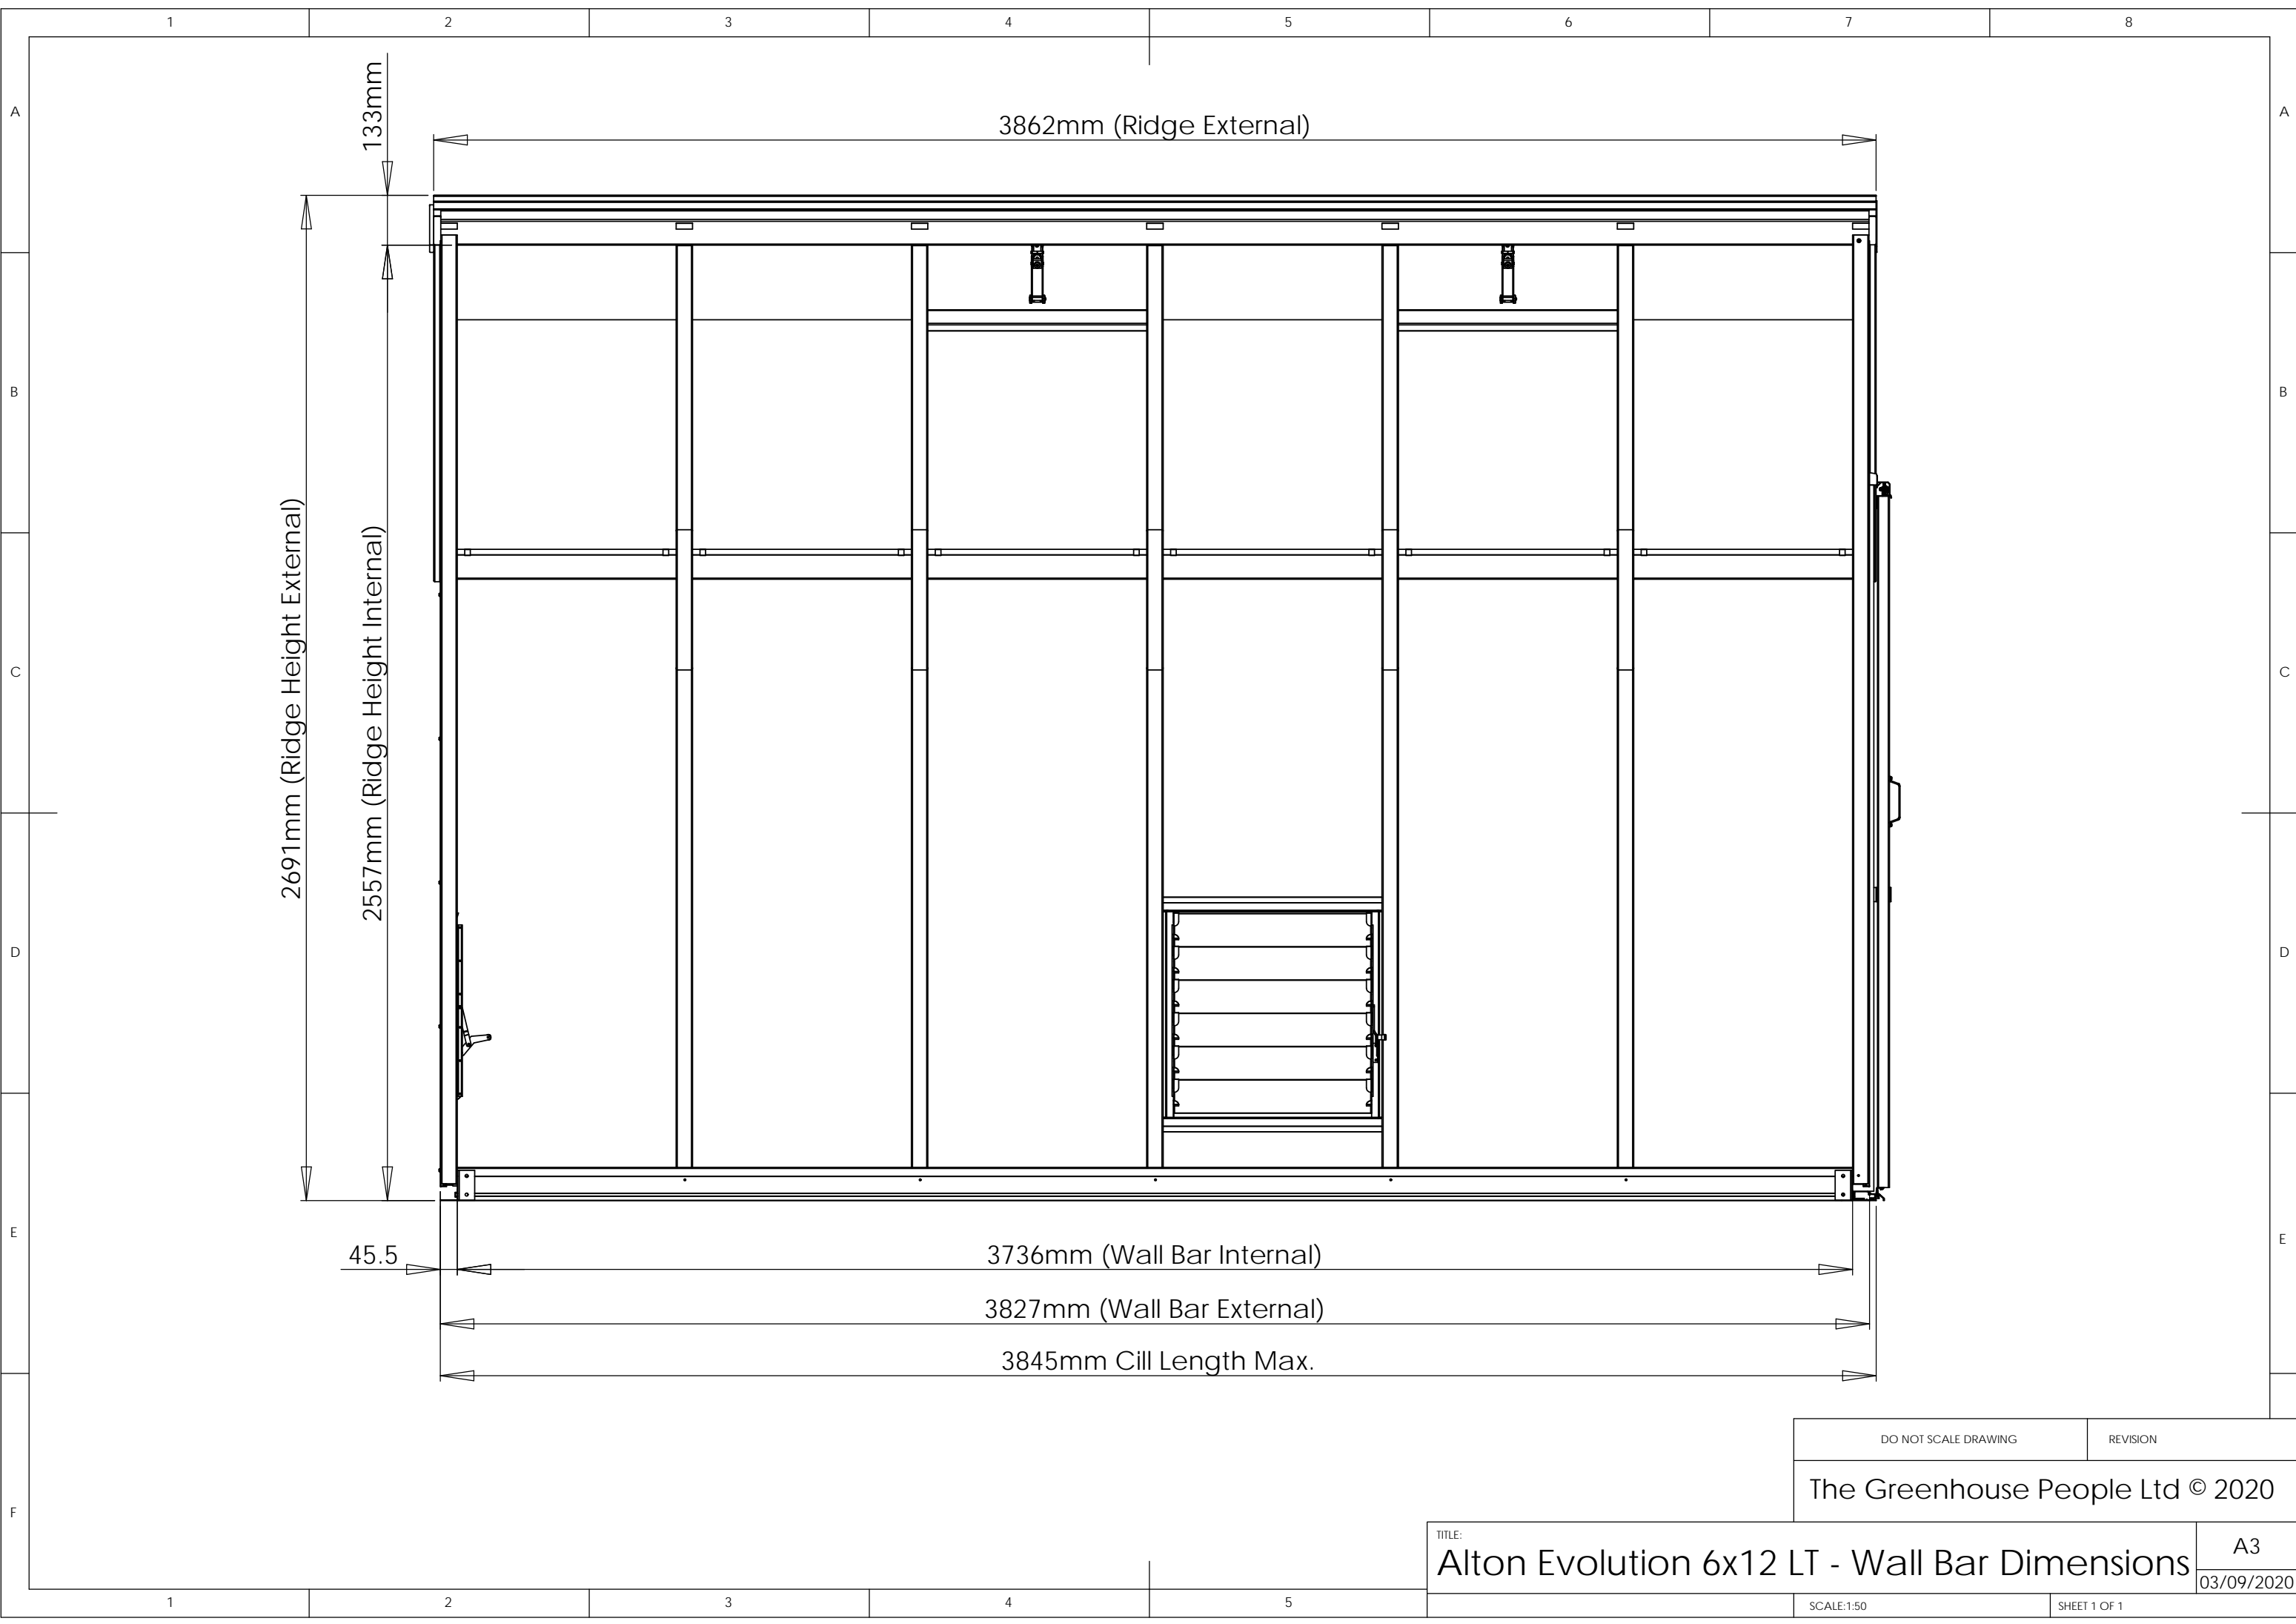 1 2 3 4 5 6 7 8
A A
133mm
3862mm (Ridge External)
B B
2691mm (Ridge Height External)
2557mm (Ridge Height Internal)
C C
D D
E E
45.5
3736mm (Wall Bar Internal)
3827mm (Wall Bar External)
3845mm Cill Length Max.
DO NOT SCALE DRAWING REVISION
The Greenhouse People Ltd © 2020
F
TITLE:
Alton Evolution 6x12 LT - Wall Bar Dimensions
A3
03/09/2020
1 2 3 4 5
SCALE:1:50 SHEET 1 OF 1